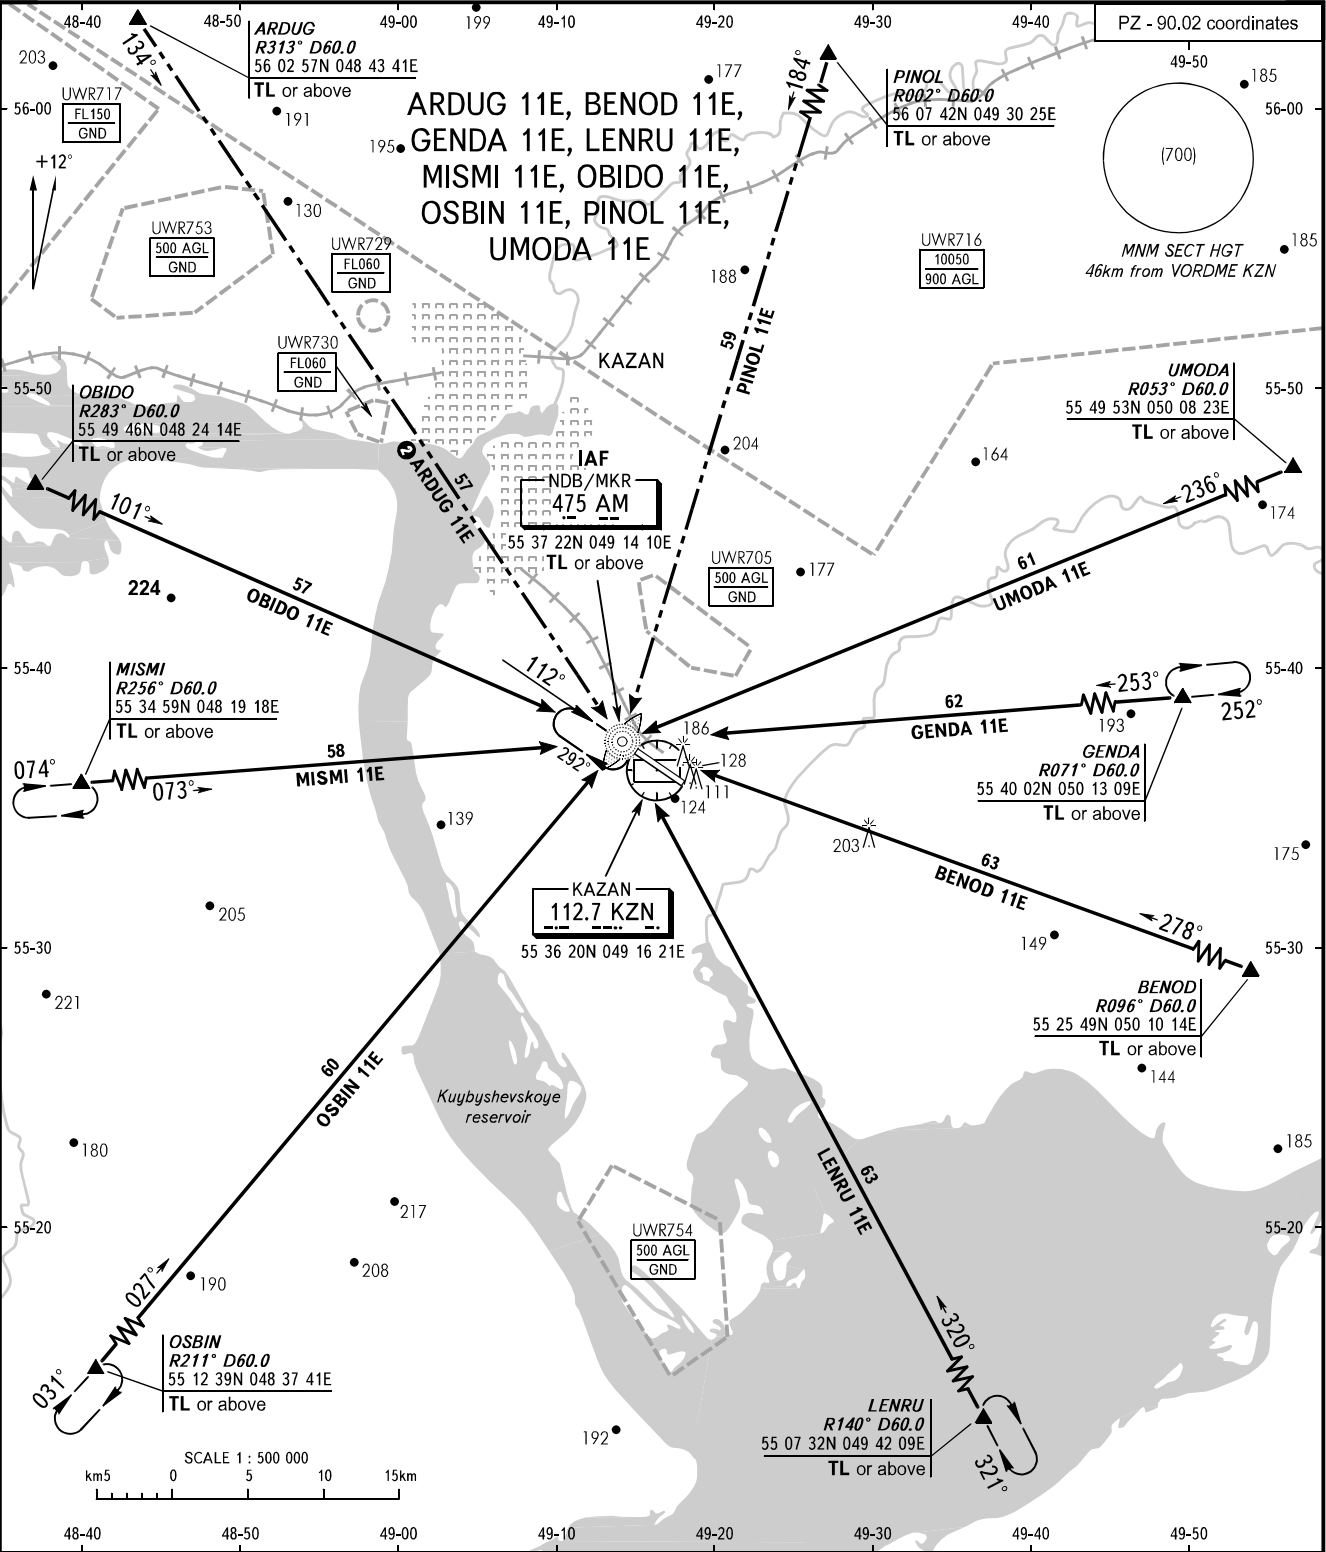 48-40
48-50
49-00
199
49-10
49-20
49-30
49-40
PZ - 90.02 coordinates
49-50
ARDUG
R313° D60.0
56 02 57N 048 43 41E
TL or above
134°
203
UWR717
FL150
GND
56-00
191
195
177
184°
PINOL
R002° D60.0
56 07 42N 049 30 25E
TL or above
185
56-00
ARDUG 11E, BENOD 11E,
GENDA 11E, LENRU 11E,
MISMI 11E, OBIDO 11E,
OSBIN 11E, PINOL 11E,
UMODA 11E
(700)
MNM SECT HGT
46km from VORDME KZN
+12°
130
UWR753
500 AGL
GND
UWR729
FL060
GND
188
UWR716
10050
900 AGL
185
UWR730
FL060
GND
KAZAN
59
PINOL 11E
55-50
OBIDO
R283° D60.0
55 49 46N 048 24 14E
TL or above
UMODA
R053° D60.0
55 49 53N 050 08 23E
TL or above
55-50
2
ARDUG 11E
57
204
164
IAF
NDB/MKR
475 AM
55 37 22N 049 14 10E
TL or above
101°
236°
174
UWR705
500 AGL
GND
177
61
UMODA 11E
224
57
OBIDO 11E
55-40
MISMI
R256° D60.0
55 34 59N 048 19 18E
TL or above
112°
55-40
253°
252°
62
GENDA 11E
193
186
128
111
124
292°
GENDA
R071° D60.0
55 40 02N 050 13 09E
TL or above
074°
073°
58
MISMI 11E
139
203
175
63
BENOD 11E
KAZAN
112.7 KZN
55 36 20N 049 16 21E
205
278°
149
55-30
55-30
221
BENOD
R096° D60.0
55 25 49N 050 10 14E
TL or above
144
60
OSBIN 11E
Kuybyshevskoye
reservoir
180
185
63
LENRU 11E
217
55-20
UWR754
500 AGL
GND
55-20
208
190
027°
320°
OSBIN
R211° D60.0
55 12 39N 048 37 41E
TL or above
031°
LENRU
R140° D60.0
55 07 32N 049 42 09E
TL or above
192
321°
SCALE 1 : 500 000
km5
0
5
10
15km
48-40
48-50
49-00
49-10
49-20
49-30
49-40
49-50